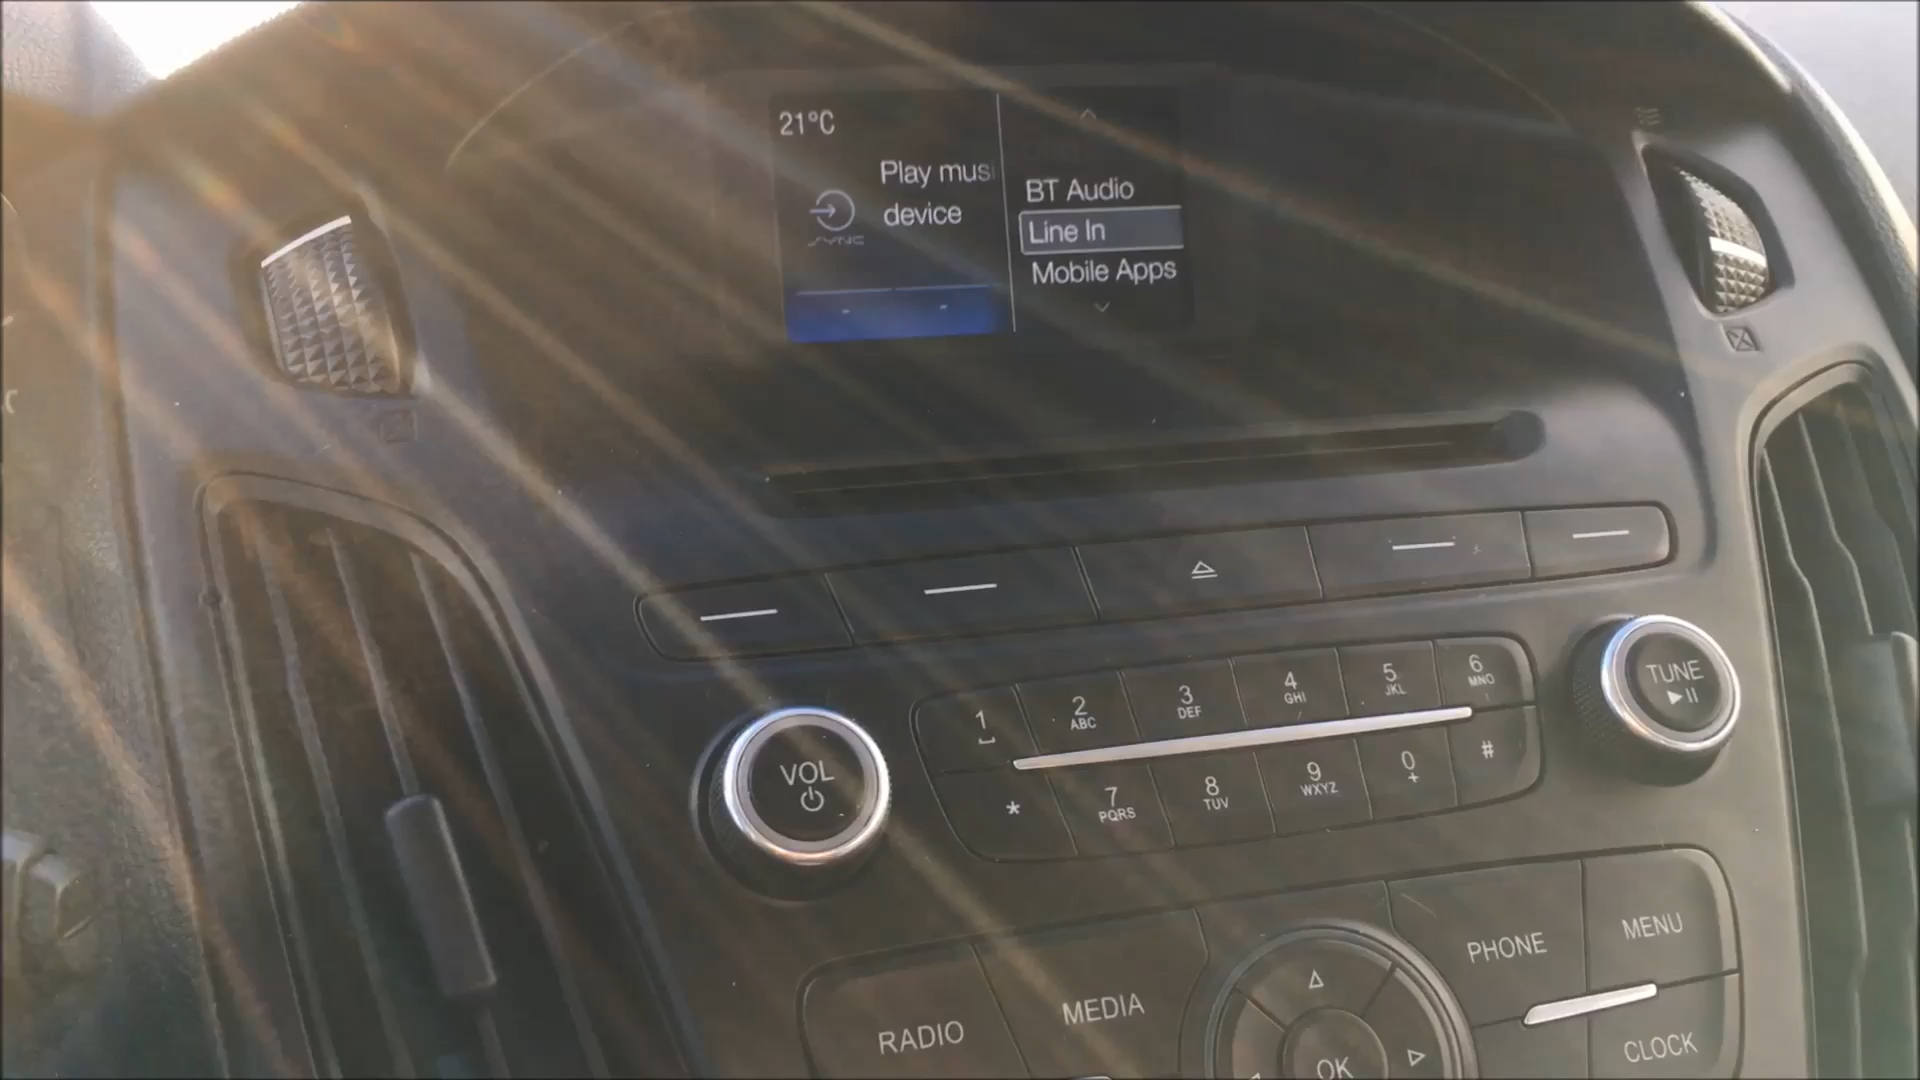 21°C
Play musi
device
SYNC
BT Audio
Line In
Mobile Apps
1
2
ABC
3
DEF
4
GHI
5
JKL
6
MNO
TUNE
VOL
*
7
PQRS
8
TUV
9
WXYZ
0
+
#
RADIO
MEDIA
PHONE
MENU
OK
CLOCK